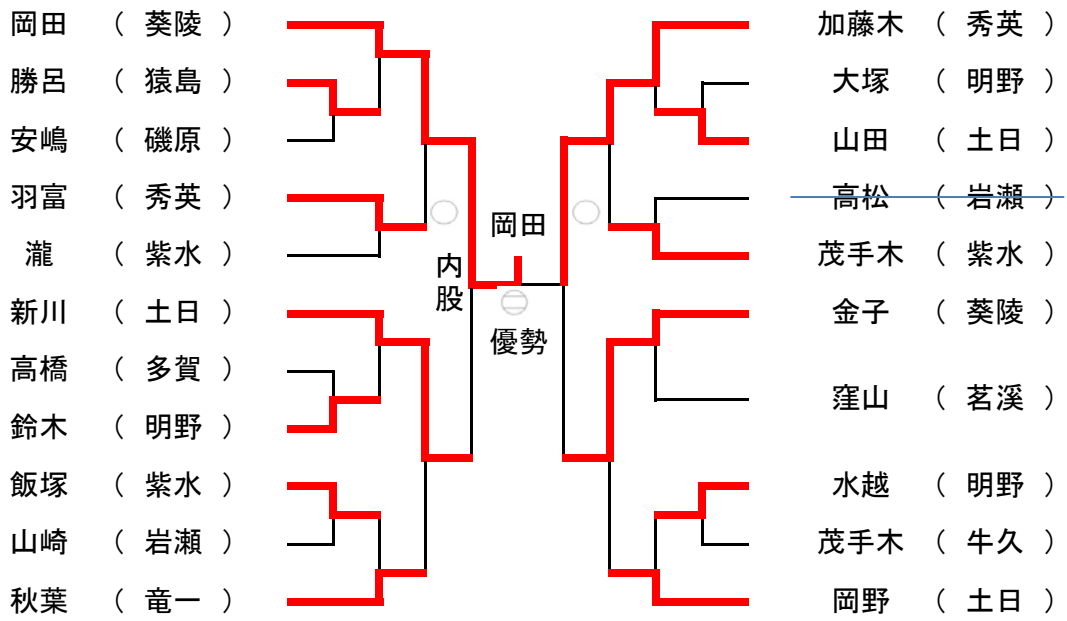 岡田 （ 葵陵 ）
勝呂 （ 猿島 ）
安嶋 （ 磯原 ）
羽富 （ 秀英 ）
瀧 （ 紫水 ）
新川 （ 土日 ）
高橋 （ 多賀 ）
鈴木 （ 明野 ）
飯塚 （ 紫水 ）
山崎 （ 岩瀬 ）
秋葉 （ 竜一 ）
岡田
内股
優勢
加藤木 （ 秀英 ）
大塚 （ 明野 ）
山田 （ 土日 ）
高松 （ 岩瀬 ）
茂手木 （ 紫水 ）
金子 （ 葵陵 ）
窪山 （ 茗溪 ）
水越 （ 明野 ）
茂手木 （ 牛久 ）
岡野 （ 土日 ）